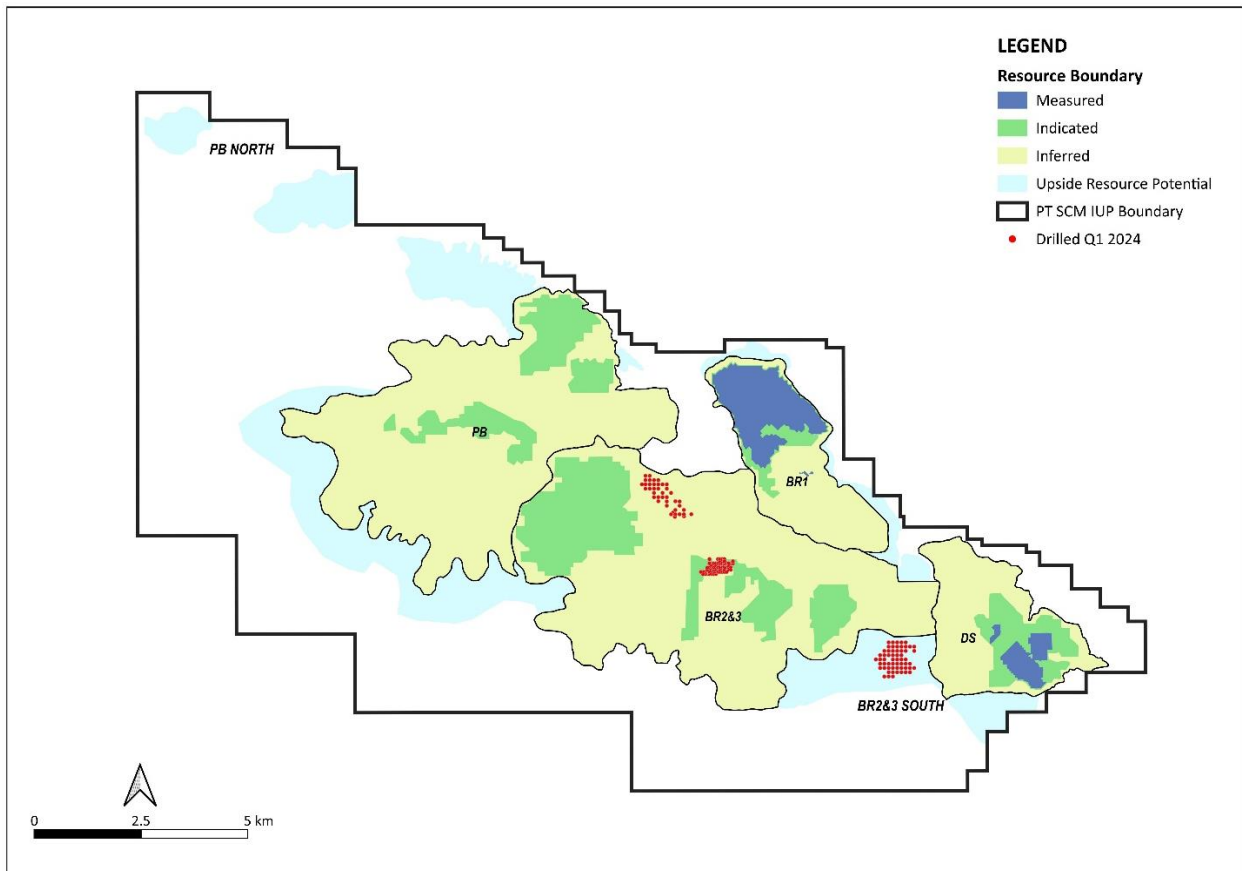 LEGEND
Resource Boundary
Measured
Indicated
Inferred
Upside Resource Potential
PT SCM IUP Boundary
Drilled Q1 2024
PB NORTH
PB
BR1
BR2&3
DS
BR2&3 SOUTH
0 2.5 5 km